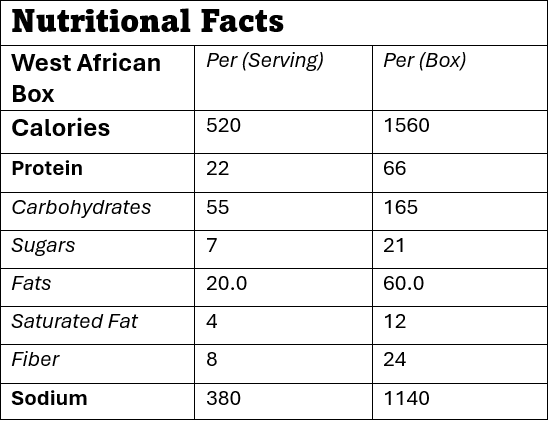 Nutritional Facts
West African Box Per (Serving) Per (Box)
Calories 520 1560
Protein 22 66
Carbohydrates 55 165
Sugars 7 21
Fats 20.0 60.0
Saturated Fat 4 12
Fiber 8 24
Sodium 380 1140